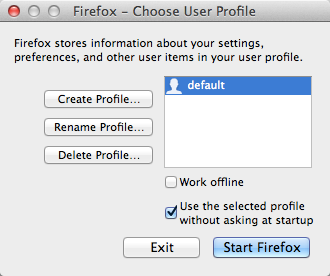 Firefox – Choose User Profile
Firefox stores information about your settings,
preferences, and other user items in your user profile.
Create Profile...
Rename Profile...
Delete Profile...
default
Work offline
Use the selected profile
without asking at startup
Exit
Start Firefox